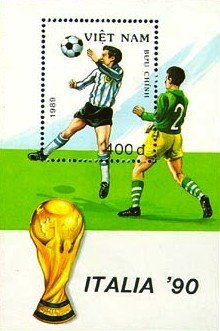 VIỆT NAM
BƯU CHÍNH
1989
2
400 đ
ITALIA '90